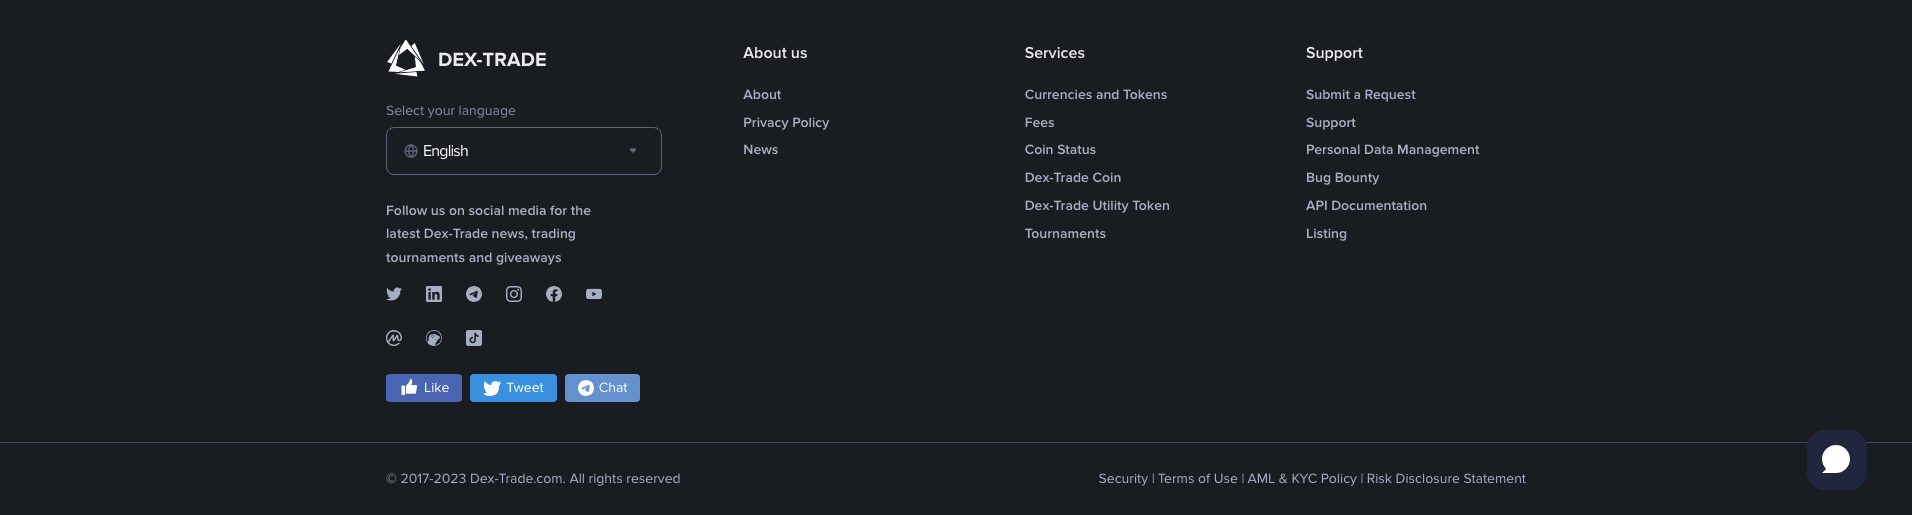 DEX-TRADE
Select your language
English
Follow us on social media for the
latest Dex-Trade news, trading
tournaments and giveaways
Like
Tweet
Chat
About us
About
Privacy Policy
News
Services
Currencies and Tokens
Fees
Coin Status
Dex-Trade Coin
Dex-Trade Utility Token
Tournaments
Support
Submit a Request
Support
Personal Data Management
Bug Bounty
API Documentation
Listing
© 2017-2023 Dex-Trade.com. All rights reserved
Security | Terms of Use | AML & KYC Policy | Risk Disclosure Statement